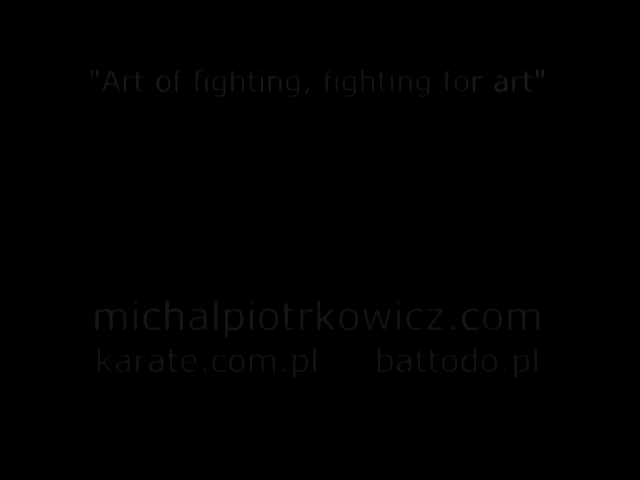 "Art of fighting, fighting for art"
michalpiotrkowicz.com
karate.com.pl battodo.pl